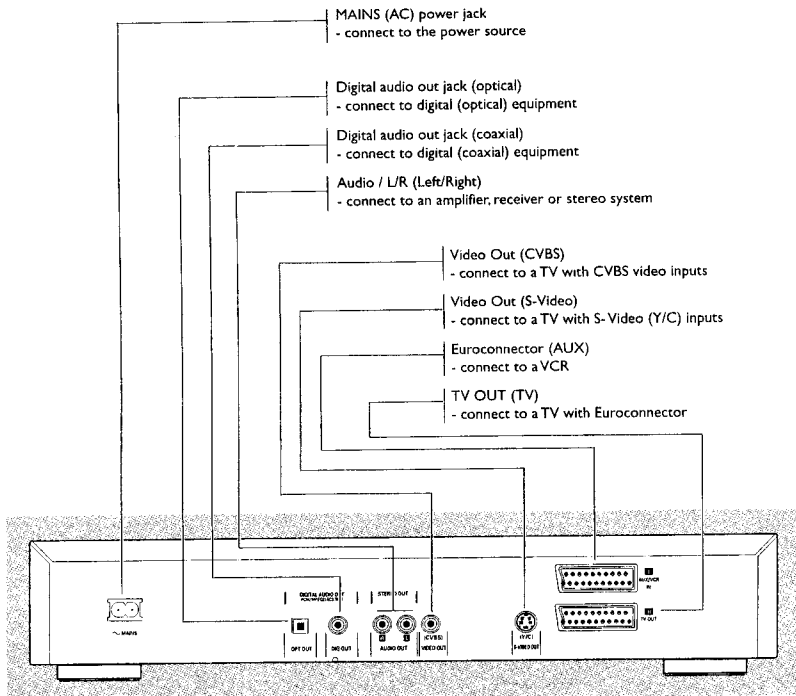 MAINS (AC) power jack
- connect to the power source
Digital audio out jack (optical)
- connect to digital (optical) equipment
Digital audio out jack (coaxial)
- connect to digital (coaxial) equipment
Audio / L/R (Left/Right)
- connect to an amplifier, receiver or stereo system
Video Out (CVBS)
- connect to a TV with CVBS video inputs
Video Out (S-Video)
- connect to a TV with S-Video (Y/C) inputs
Euroconnector (AUX)
- connect to a VCR
TV OUT (TV)
- connect to a TV with Euroconnector
AUX/VCR
IN
DIGITAL AUDIO OUT
STEREO OUT
TV OUT
~ MAINS
(CVBS)
(Y/C)
OPT OUT
AUDIO OUT
VIDEO OUT
S-VIDEO OUT